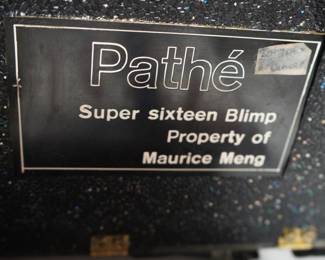 Pathé
Super sixteen Blimp
Property of
Maurice Meng